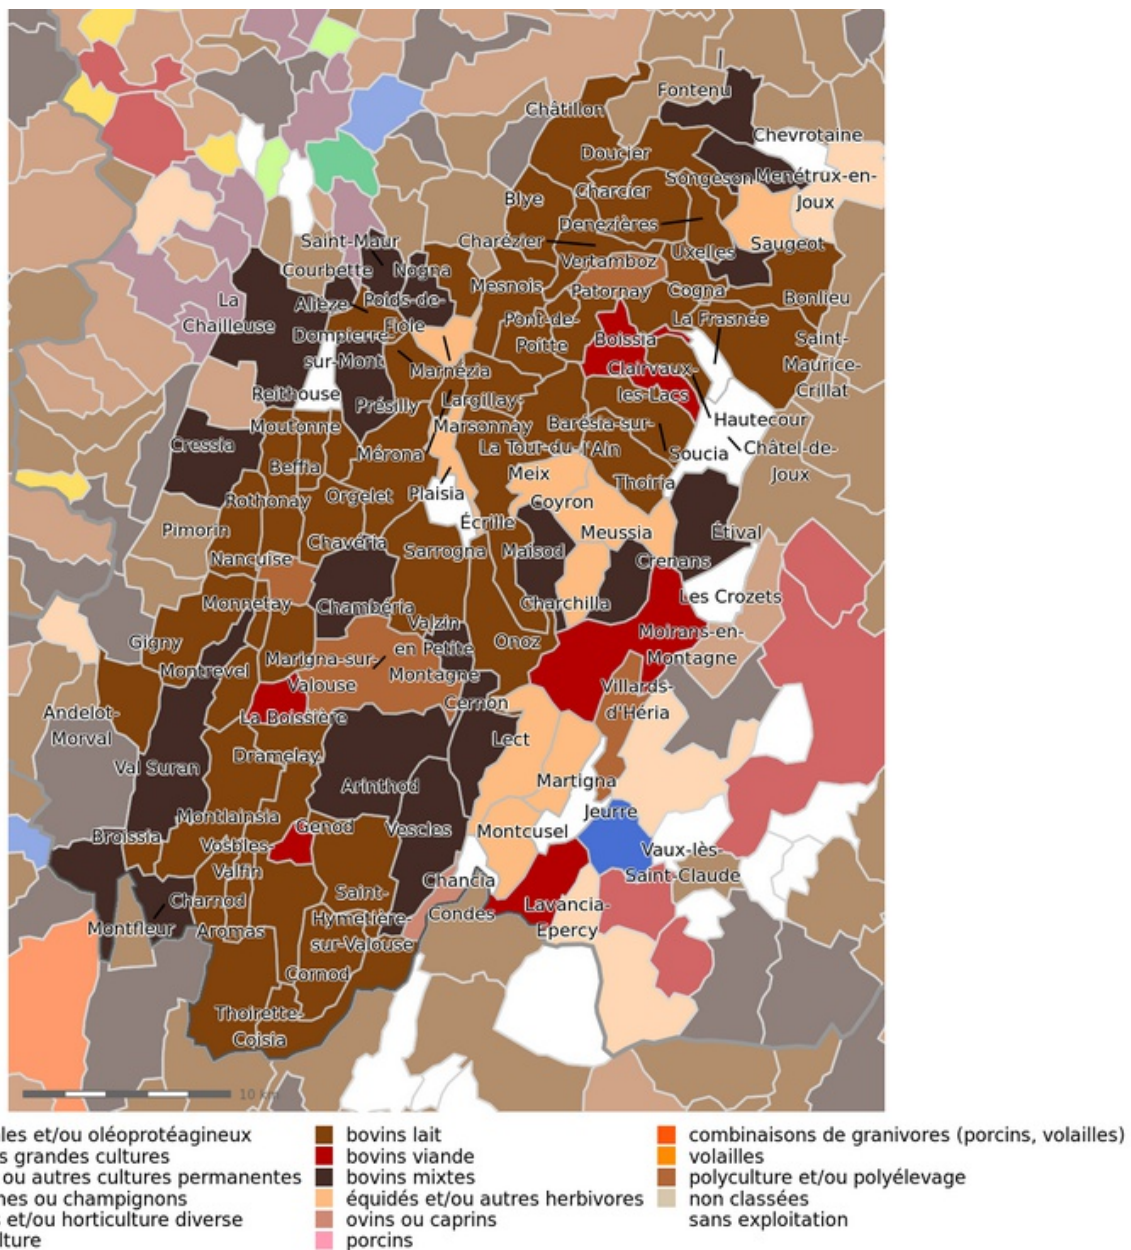 Fontenu
Châtillon
Chevrotaine
Doucier
Songeson
Menétrux-en-
Joux
Charcier
Blye
Denezières
Saint-Maur
Charézier
Uxelles
Saugeot
Courbette
Nogna
Vertamboz
La
Chailleuse
Alièze
Poids-de-
Fiole
Mesnois
Patornay
Cogna
Bonlieu
Dompierre-
sur-Mont
Pont-de-
Poitte
Boissia
La Frasnée
Saint-
Maurice-
Crillat
Marnézia
Clairvaux-
les-Lacs
Reithouse
Présilly
Largillay-
Marsonnay
Hautecour
Moutonne
Barésia-sur-
l'Ain
Cressia
Mérona
La Tour-du-
Meix
Soucia
Châtel-de-
Joux
Beffia
Thoiria
Rothonay
Orgelet
Plaisia
Coyron
Pimorin
Écrille
Meussia
Étival
Chavéria
Sarrogna
Maisod
Nancuise
Crenans
Monnetay
Chambéria
Charchilla
Les Crozets
Valzin
en Petite
Montagne
Gigny
Onoz
Moirans-en-
Montagne
Montrevel
Marigna-sur-
Valouse
Villards-
d'Héria
Andelot-
Morval
La Boissière
Cernon
Lect
Val Suran
Dramelay
Arinthod
Martigna
Montlainsia
Jeurre
Broissia
Genod
Vescles
Montcusel
Vosbles-
Valfin
Vaux-lès-
Saint-Claude
Charnod
Saint-
Hymetière-
sur-Valouse
Chancia
Condes
Lavancia-
Epercy
Montfleur
Aromas
Cornod
Thoirette-
Coisia
10 km
les et/ou oléoprotéagineux
s grandes cultures
ou autres cultures permanentes
nes ou champignons
s et/ou horticulture diverse
lture
bovins lait
bovins viande
bovins mixtes
équidés et/ou autres herbivores
ovins ou caprins
porcins
combinaisons de granivores (porcins, volailles)
volailles
polyculture et/ou polyélevage
non classées
sans exploitation